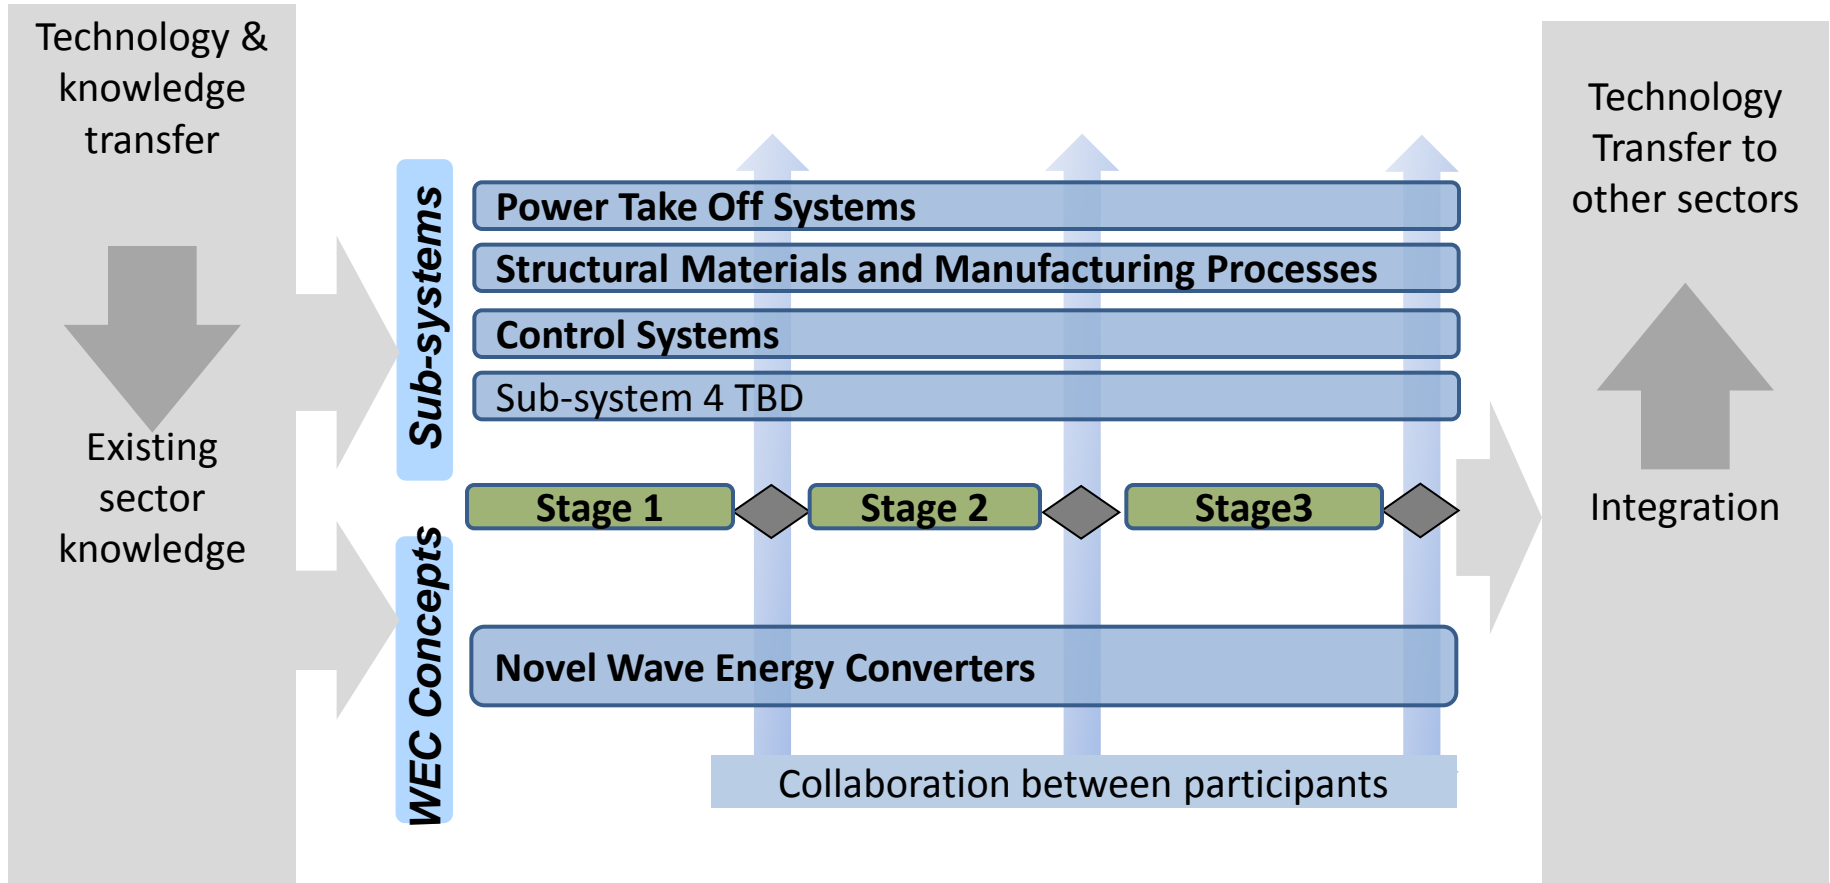 Technology &
knowledge
transfer
Existing
sector
knowledge
Sub-systems
Power Take Off Systems
Structural Materials and Manufacturing Processes
Control Systems
Sub-system 4 TBD
Stage 1
Stage 2
Stage3
WEC Concepts
Novel Wave Energy Converters
Collaboration between participants
Technology
Transfer to
other sectors
Integration